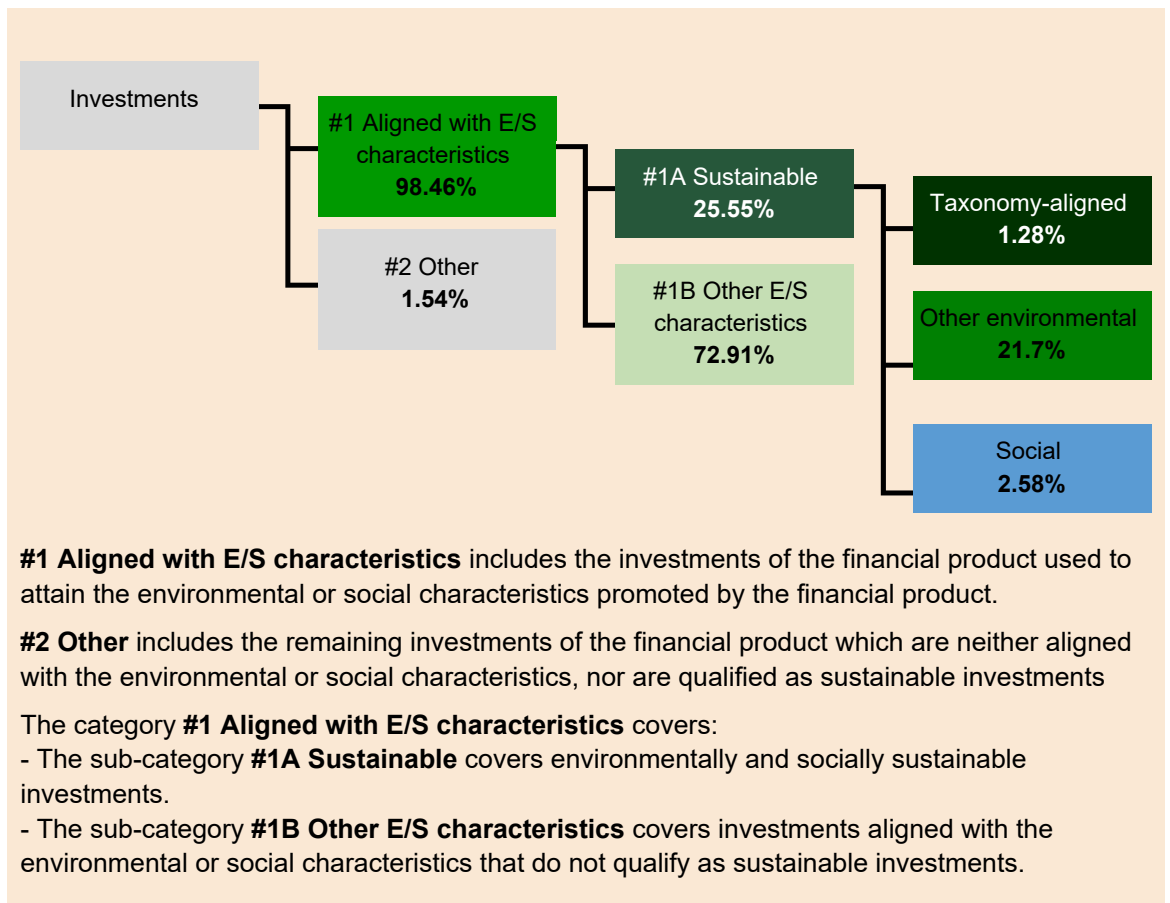 Investments
#1 Aligned with E/S
characteristics
98.46%
#2 Other
1.54%
#1A Sustainable
25.55%
#1B Other E/S
characteristics
72.91%
Taxonomy-aligned
1.28%
Other environmental
21.7%
Social
2.58%
#1 Aligned with E/S characteristics includes the investments of the financial product used to
attain the environmental or social characteristics promoted by the financial product.
#2 Other includes the remaining investments of the financial product which are neither aligned
with the environmental or social characteristics, nor are qualified as sustainable investments
The category #1 Aligned with E/S characteristics covers:
- The sub-category #1A Sustainable covers environmentally and socially sustainable
investments.
- The sub-category #1B Other E/S characteristics covers investments aligned with the
environmental or social characteristics that do not qualify as sustainable investments.